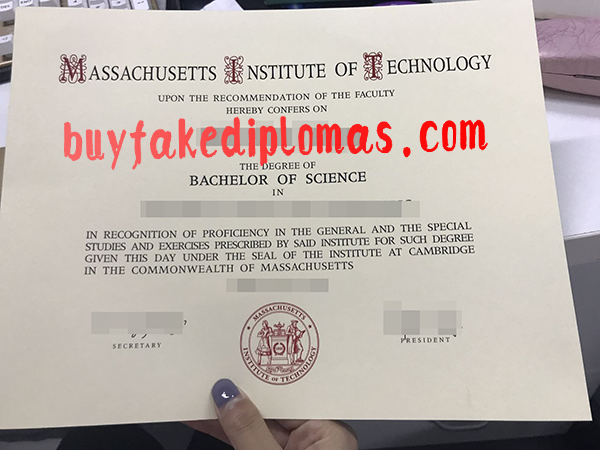 MASSACHUSETTS INSTITUTE OF TECHNOLOGY
UPON THE RECOMMENDATION OF THE FACULTY
HEREBY CONFERS ON
buyfakediplomas.com
THE DEGREE OF
BACHELOR OF SCIENCE
IN
IN RECOGNITION OF PROFICIENCY IN THE GENERAL AND THE SPECIAL
STUDIES AND EXERCISES PRESCRIBED BY SAID INSTITUTE FOR SUCH DEGREE
GIVEN THIS DAY UNDER THE SEAL OF THE INSTITUTE AT CAMBRIDGE
IN THE COMMONWEALTH OF MASSACHUSETTS
SECRETARY
MASSACHUSETTS
INSTITUTE OF TECHNOLOGY
PRESIDENT